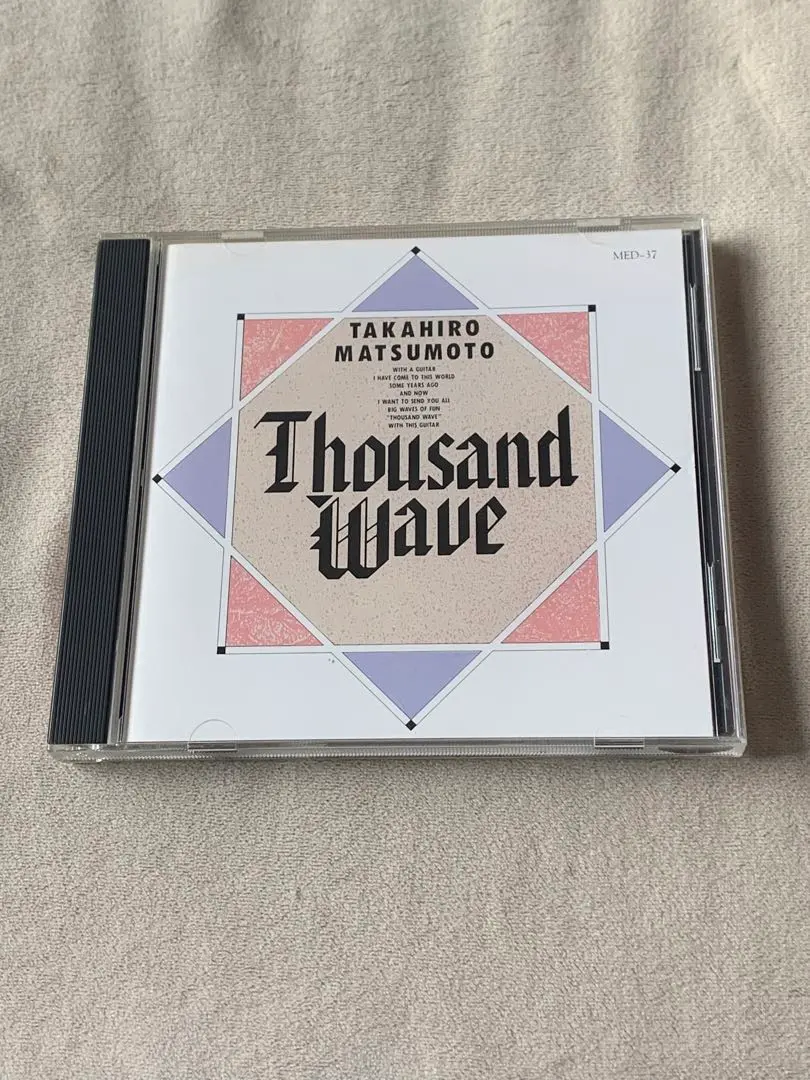 MED-37
TAKAHIRO
MATSUMOTO
WITH A GUITAR
I HAVE COME TO THIS WORLD
SOME YEARS AGO
AND NOW
I WANT TO SEND YOU ALL
BIG WAVES OF FUN
"THOUSAND WAVE"
WITH THIS GUITAR
Thousand
Wave